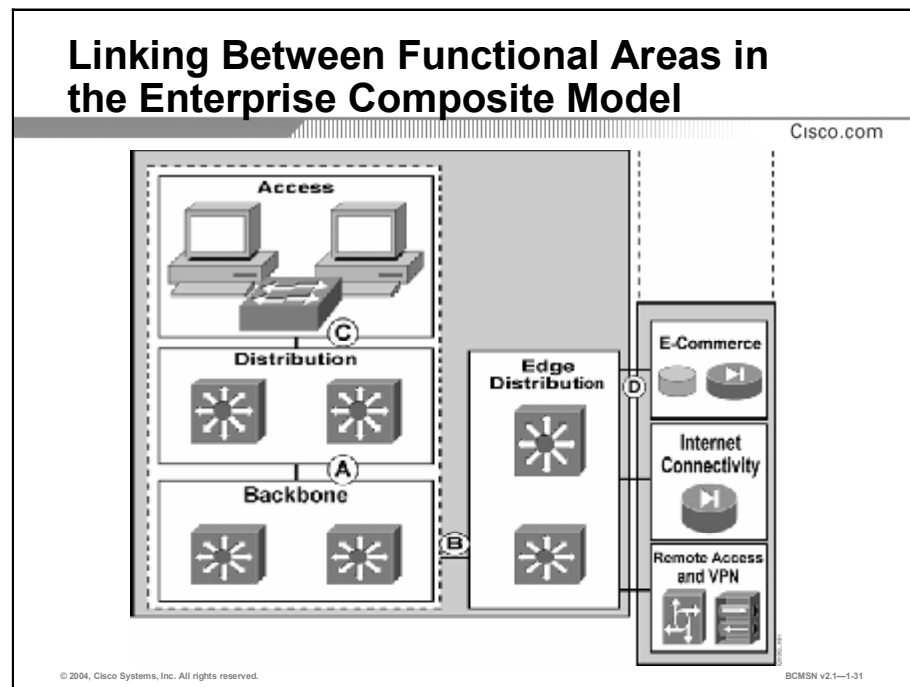 Linking Between Functional Areas in
the Enterprise Composite Model
Cisco.com
Access
C
Distribution
A
Backbone
B
Edge
Distribution
D
E-Commerce
Internet
Connectivity
Remote Access
and VPN
© 2004, Cisco Systems, Inc. All rights reserved.
BCMSN v2.1—1-31